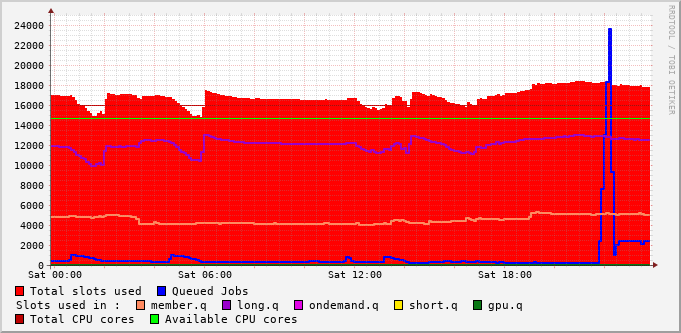 RRDTOOL / TOBI OETIKER
24000
22000
20000
18000
16000
14000
12000
10000
8000
6000
4000
2000
0
Sat 00:00 Sat 06:00 Sat 12:00 Sat 18:00
Total slots used Queued Jobs
Slots used in : member.q long.q ondemand.q short.q gpu.q
Total CPU cores Available CPU cores